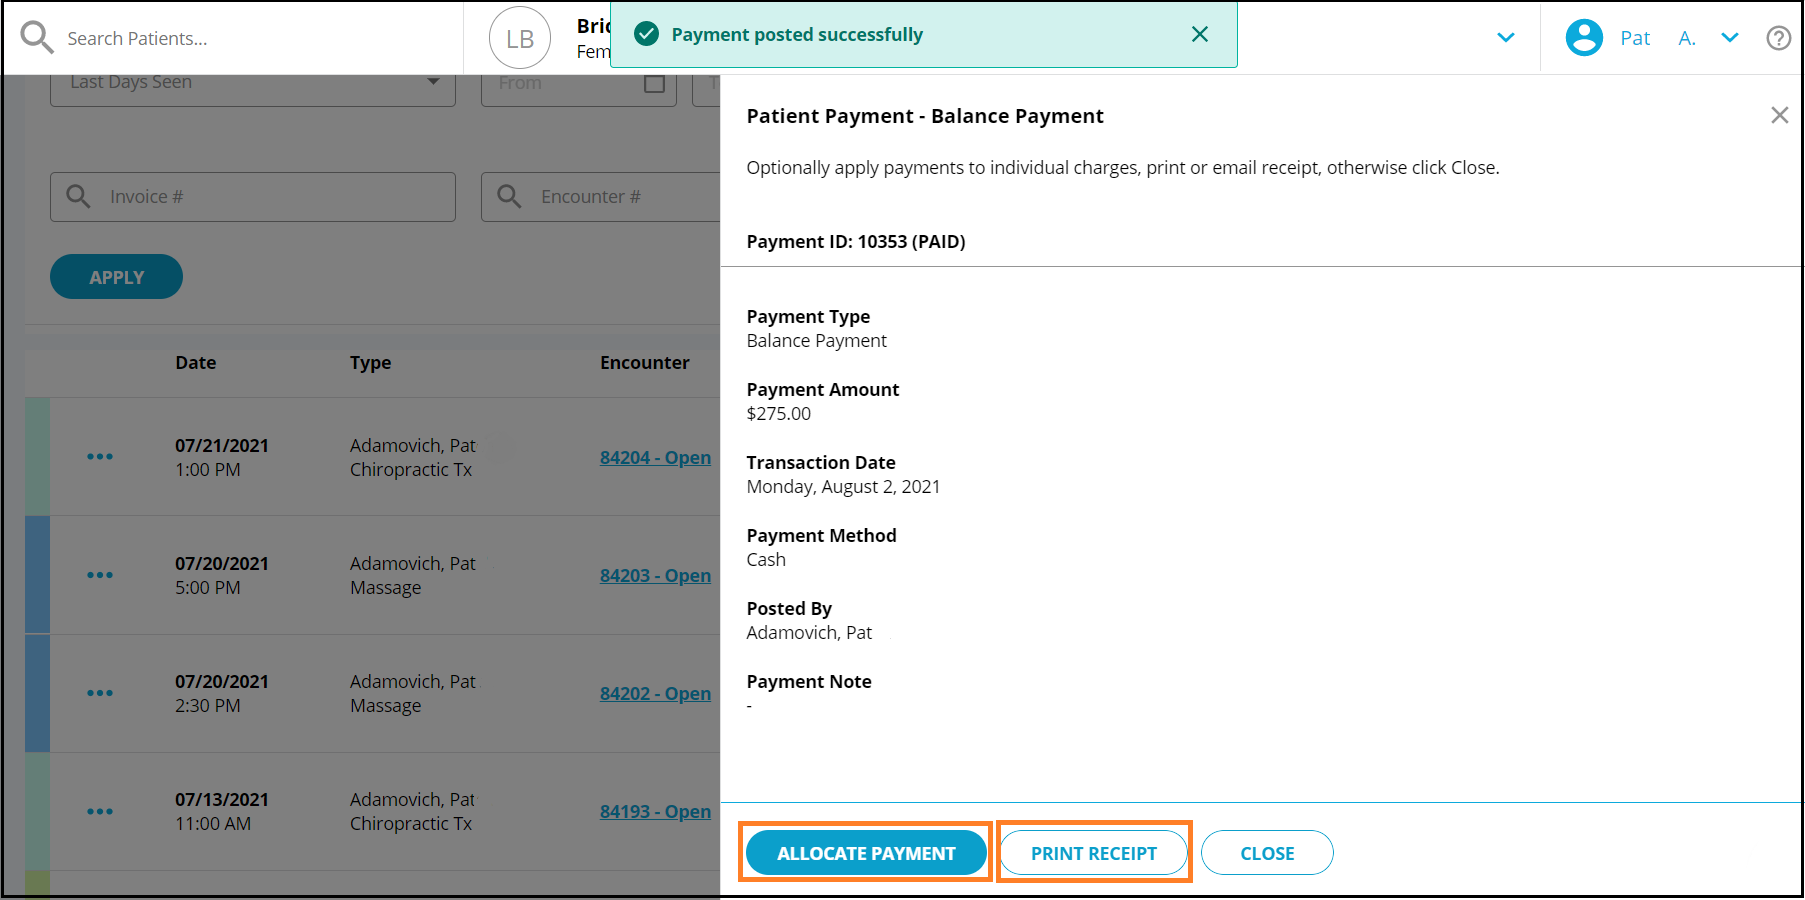 Search Patients...
LB
Fem
Payment posted successfully
Pat A.
Last Days Seen
From
Invoice #
Encounter #
APPLY
Date Type Encounter
07/21/2021
1:00 PM
Adamovich, Pat
Chiropractic Tx
84204 - Open
07/20/2021
5:00 PM
Adamovich, Pat
Massage
84203 - Open
07/20/2021
2:30 PM
Adamovich, Pat
Massage
84202 - Open
07/13/2021
11:00 AM
Adamovich, Pat
Chiropractic Tx
84193 - Open
Patient Payment - Balance Payment
Optionally apply payments to individual charges, print or email receipt, otherwise click Close.
Payment ID: 10353 (PAID)
Payment Type
Balance Payment
Payment Amount
$275.00
Transaction Date
Monday, August 2, 2021
Payment Method
Cash
Posted By
Adamovich, Pat
Payment Note
-
ALLOCATE PAYMENT
PRINT RECEIPT
CLOSE